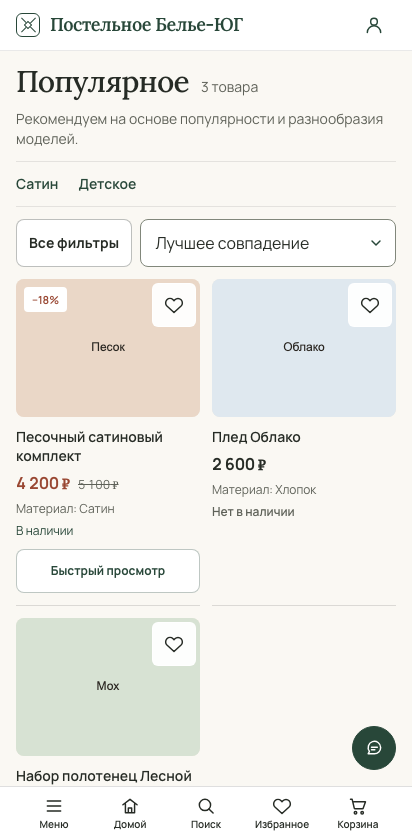 Постельное Белье-ЮГ
Популярное 3 товара
Рекомендуем на основе популярности и разнообразия
моделей.
Сатин Детское
Все фильтры Лучшее совпадение
−18%
Песок
Облако
Песочный сатиновый
комплект
4 200 ₽ 5 100 ₽
Материал: Сатин
В наличии
Быстрый просмотр
Плед Облако
2 600 ₽
Материал: Хлопок
Нет в наличии
Мох
Набор полотенец Лесной
Меню Домой Поиск Избранное Корзина